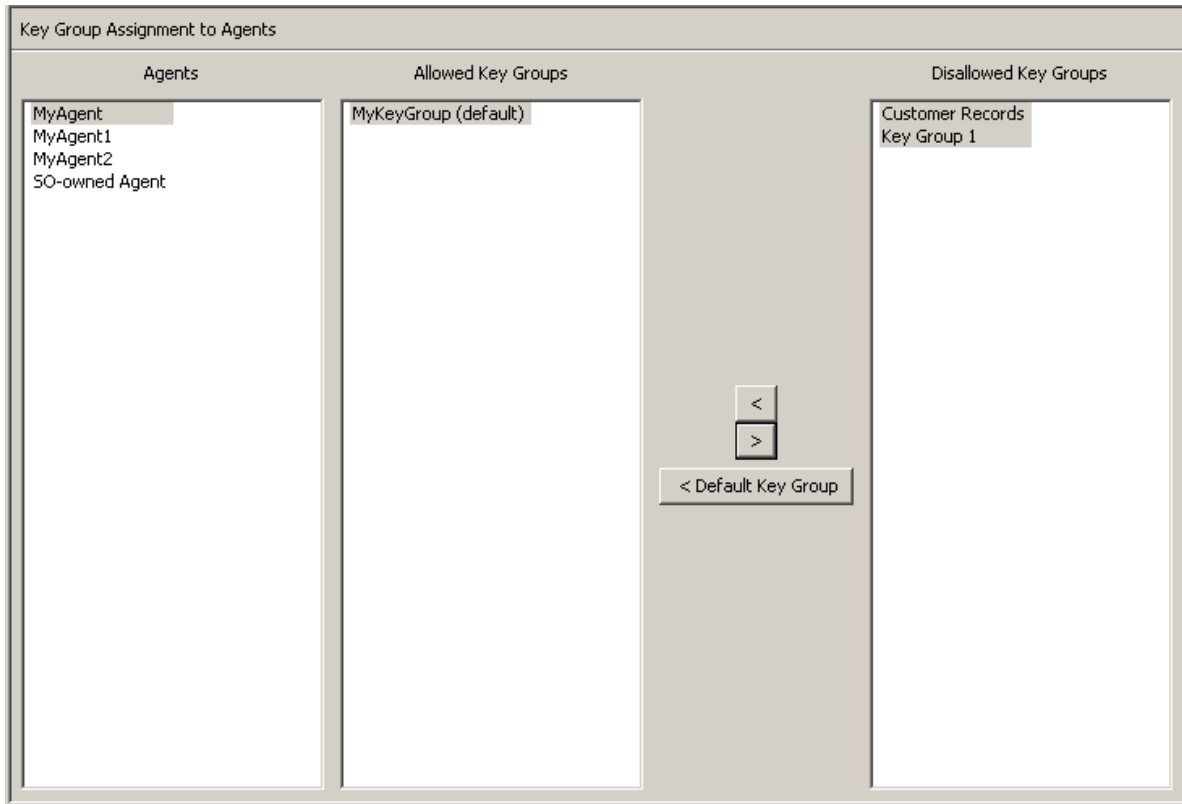 Key Group Assignment to Agents
Agents
Allowed Key Groups
Disallowed Key Groups
MyAgent
MyAgent1
MyAgent2
SO-owned Agent
MyKeyGroup (default)
<
>
< Default Key Group
Customer Records
Key Group 1